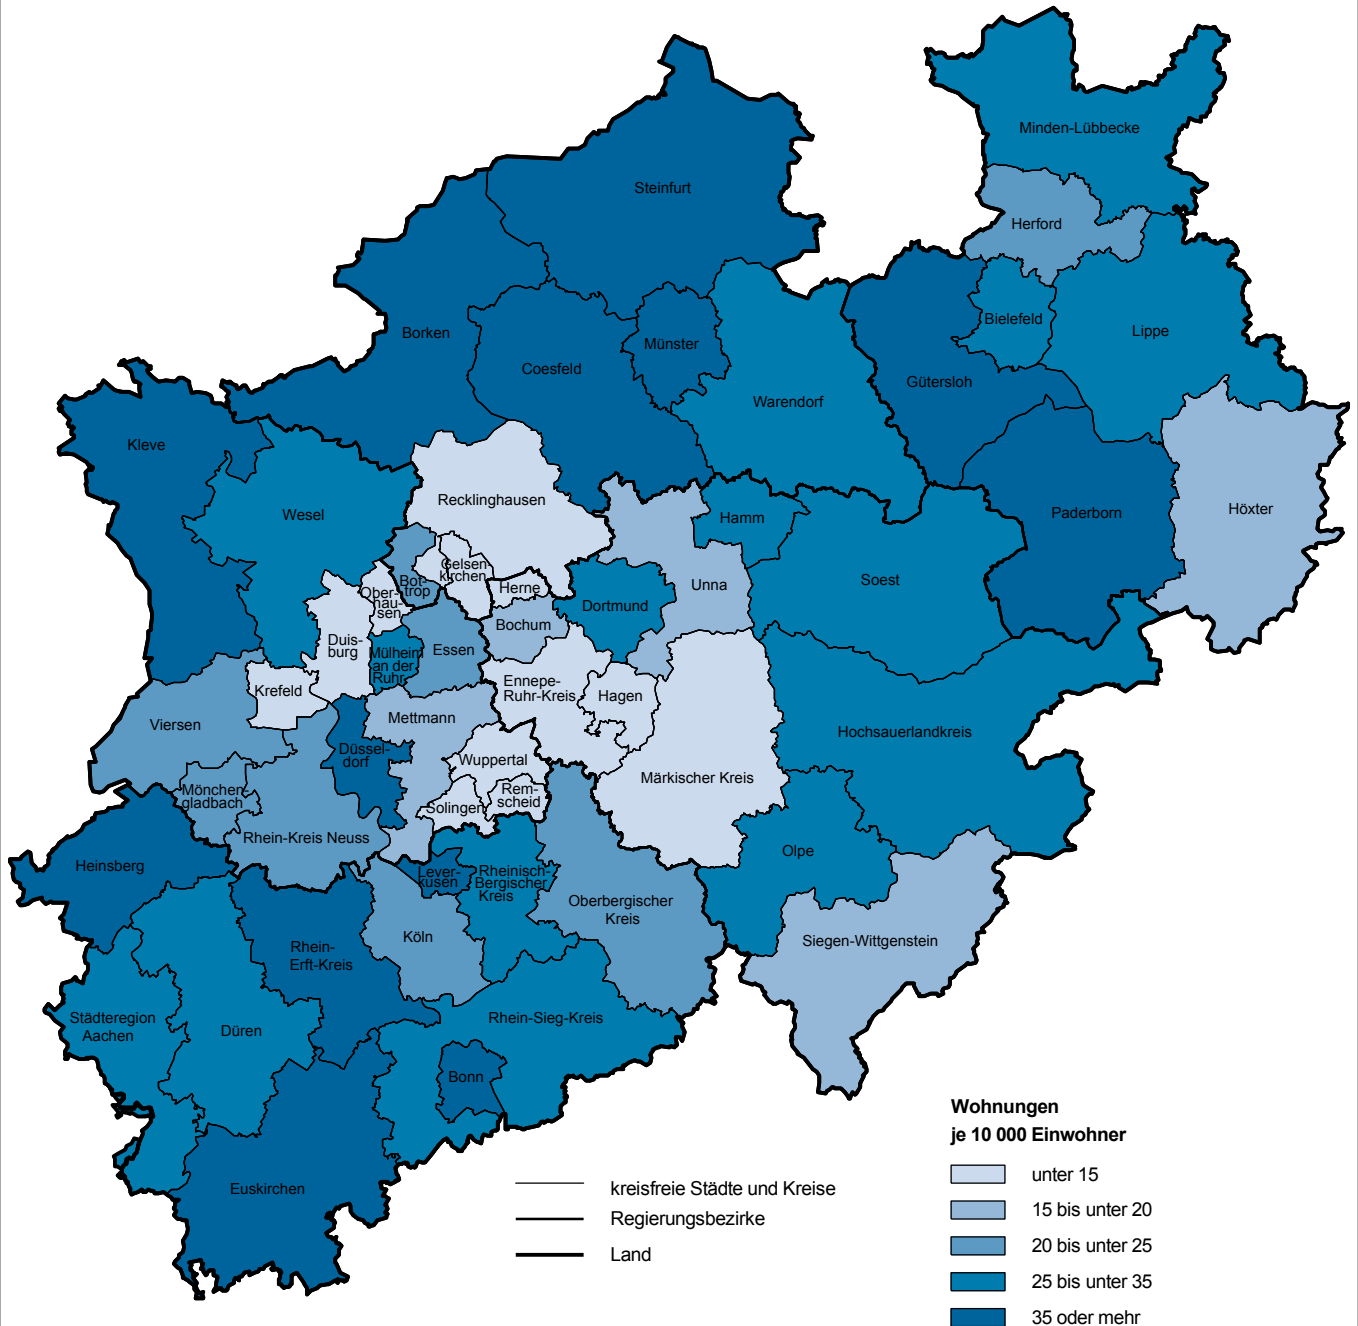 Minden-Lübbecke
Steinfurt
Herford
Bielefeld
Lippe
Borken
Münster
Coesfeld
Gütersloh
Warendorf
Kleve
Recklinghausen
Wesel
Hamm
Paderborn
Höxter
Gelsen-
kirchen
Bot-
trop
Ober-
hau-
sen
Herne
Unna
Soest
Dortmund
Bochum
Duis-
burg
Essen
Mülheim
an der
Ruhr
Krefeld
Ennepe-
Ruhr-Kreis
Hagen
Viersen
Mettmann
Hochsauerlandkreis
Düssel-
dorf
Wuppertal
Märkischer Kreis
Mönchen-
gladbach
Solingen
Rem-
scheid
Rhein-Kreis Neuss
Heinsberg
Lever-
kusen
Rheinisch-
Bergischer
Kreis
Olpe
Oberbergischer
Kreis
Köln
Siegen-Wittgenstein
Rhein-
Erft-Kreis
Städteregion
Aachen
Düren
Rhein-Sieg-Kreis
Bonn
Euskirchen
kreisfreie Städte und Kreise
Regierungsbezirke
Land
Wohnungen
je 10 000 Einwohner
unter 15
15 bis unter 20
20 bis unter 25
25 bis unter 35
35 oder mehr